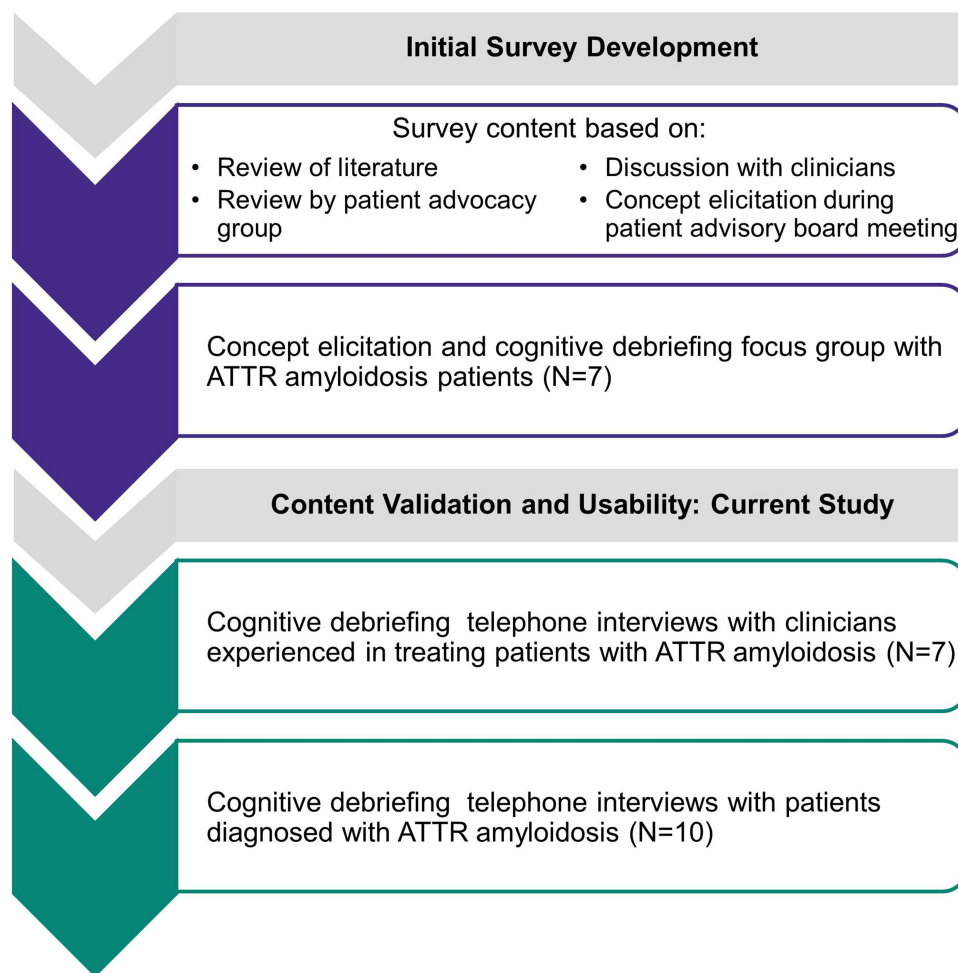 Initial Survey Development
Survey content based on:
• Review of literature
• Review by patient advocacy
group
• Discussion with clinicians
• Concept elicitation during
patient advisory board meeting
Concept elicitation and cognitive debriefing focus group with
ATTR amyloidosis patients (N=7)
Content Validation and Usability: Current Study
Cognitive debriefing  telephone interviews with clinicians
experienced in treating patients with ATTR amyloidosis (N=7)
Cognitive debriefing  telephone interviews with patients
diagnosed with ATTR amyloidosis (N=10)